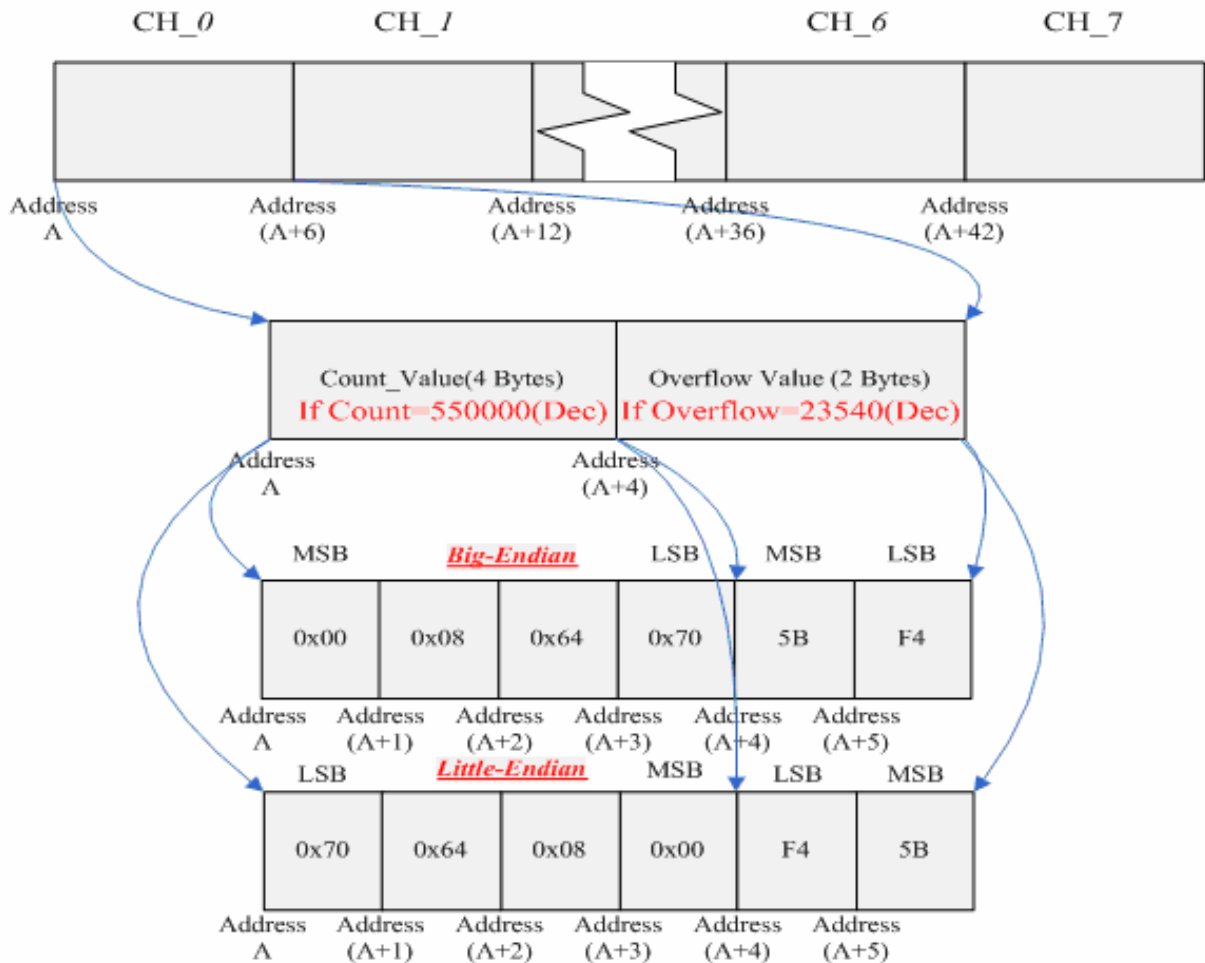 CH_0 CH_1 CH_6 CH_7
Address Address Address Address Address
A (A+6) (A+12) (A+36) (A+42)
Count_Value(4 Bytes) Overflow Value (2 Bytes)
If Count=550000(Dec) If Overflow=23540(Dec)
Address Address
A (A+4)
MSB Big-Endian LSB MSB LSB
0x00 0x08 0x64 0x70 5B F4
Address Address Address Address Address Address
A (A+1) (A+2) (A+3) (A+4) (A+5)
LSB Little-Endian MSB LSB MSB
0x70 0x64 0x08 0x00 F4 5B
Address Address Address Address Address Address
A (A+1) (A+2) (A+3) (A+4) (A+5)